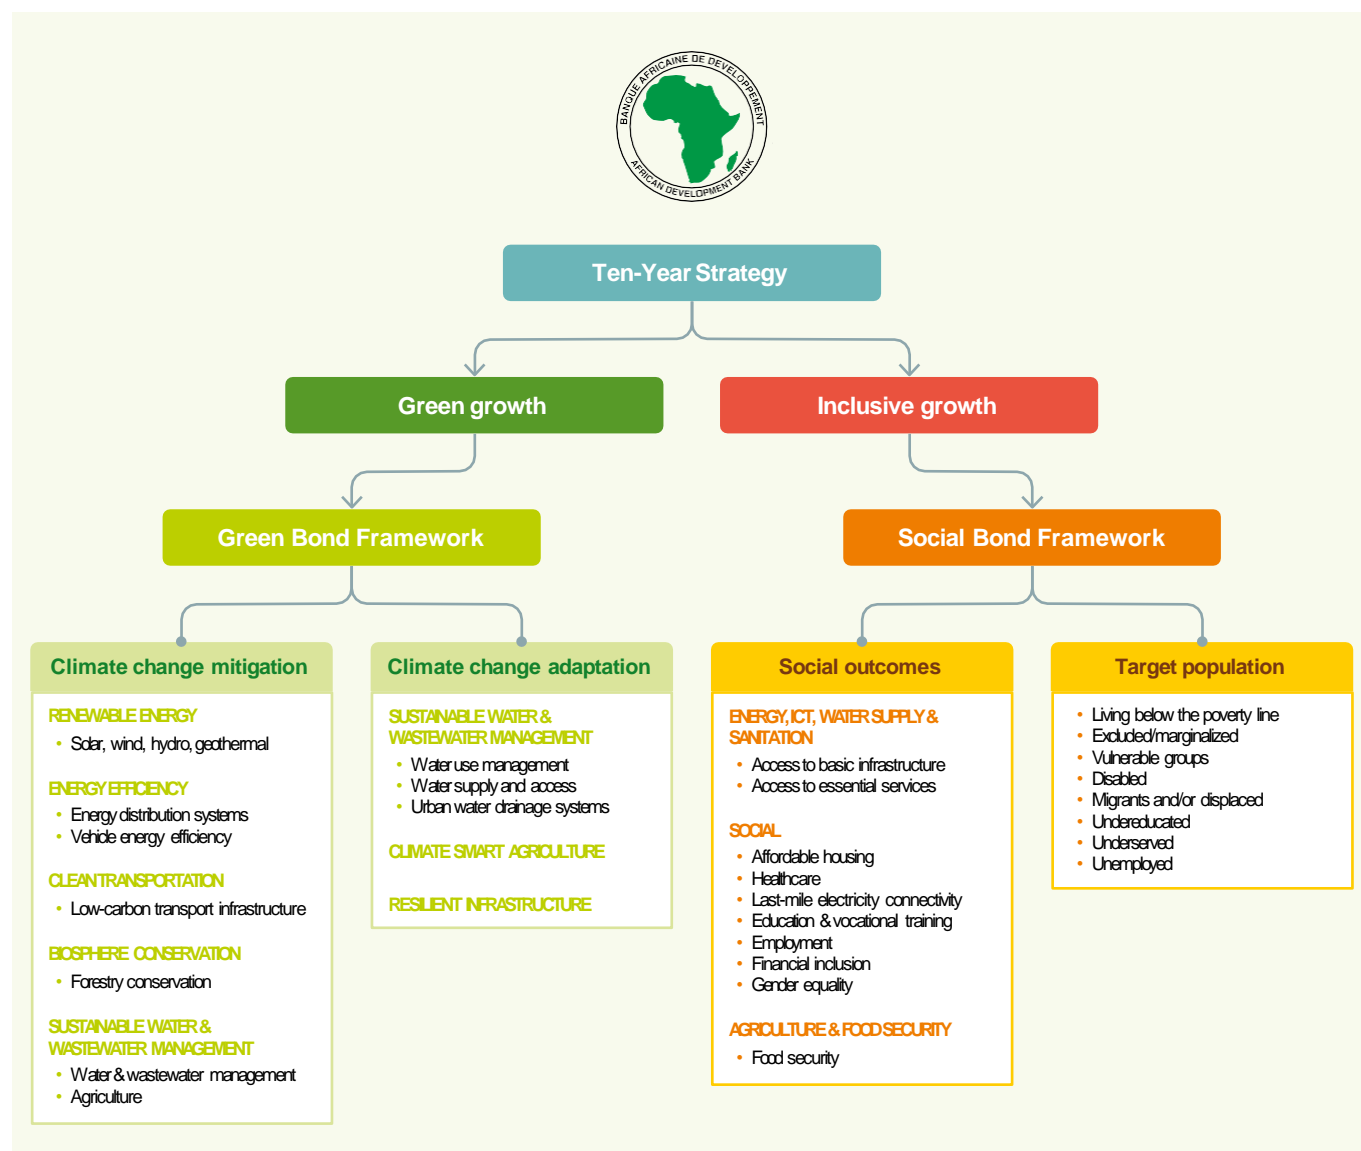 BANQUE AFRICAINE DE DEVELOPPEMENT
AFRICAN DEVELOPMENT BANK
Ten-Year Strategy
Green growth
Inclusive growth
Green Bond Framework
Social Bond Framework
Climate change mitigation
RENEWABLE ENERGY
• Solar, wind, hydro, geothermal
ENERGY EFFICIENCY
• Energy distribution systems
• Vehicle energy efficiency
CLEAN TRANSPORTATION
• Low-carbon transport infrastructure
BIOSPHERE CONSERVATION
• Forestry conservation
SUSTAINABLE WATER &
WASTEWATER MANAGEMENT
• Water & wastewater management
• Agriculture
Climate change adaptation
SUSTAINABLE WATER &
WASTEWATER MANAGEMENT
• Water use management
• Water supply and access
• Urban water drainage systems
CLIMATE SMART AGRICULTURE
RESILIENT INFRASTRUCTURE
Social outcomes
ENERGY, ICT, WATER SUPPLY &
SANITATION
• Access to basic infrastructure
• Access to essential services
SOCIAL
• Affordable housing
• Healthcare
• Last-mile electricity connectivity
• Education & vocational training
• Employment
• Financial inclusion
• Gender equality
AGRICULTURE & FOOD SECURITY
• Food security
Target population
• Living below the poverty line
• Excluded/marginalized
• Vulnerable groups
• Disabled
• Migrants and/or displaced
• Undereducated
• Underserved
• Unemployed